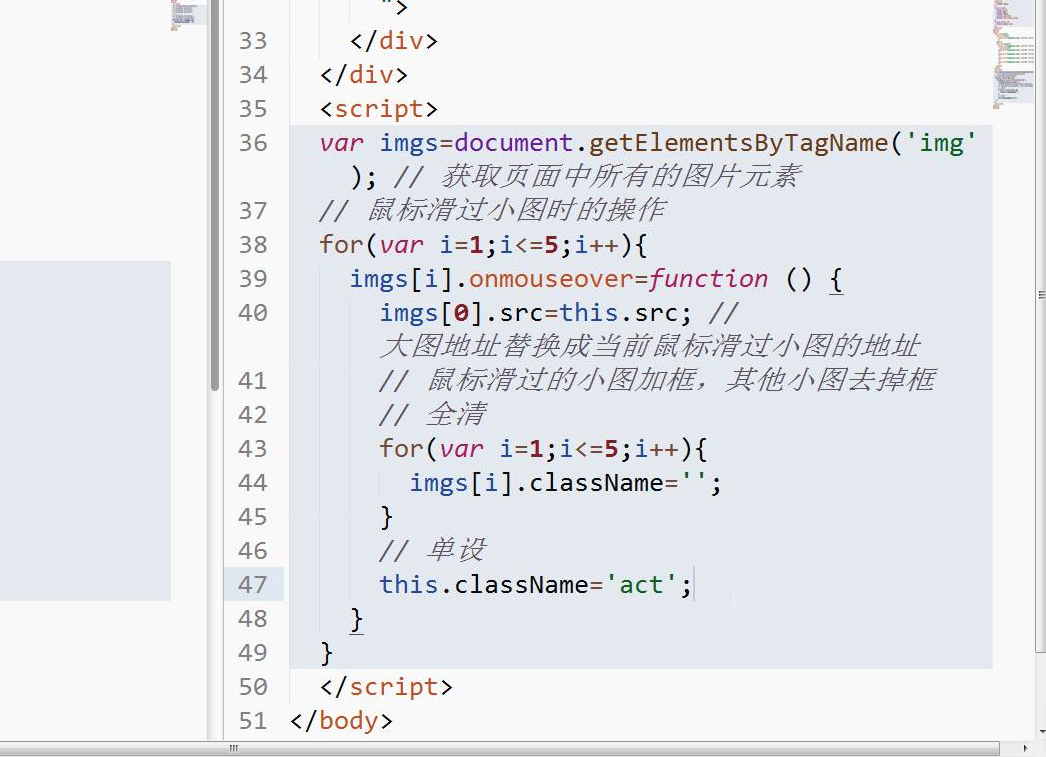 ">
33 </div>
34 </div>
35 <script>
36 var imgs=document.getElementsByTagName('img'
); // 获取页面中所有的图片元素
37 // 鼠标滑过小图时的操作
38 for(var i=1;i<=5;i++){
39 imgs[i].onmouseover=function () {
40 imgs[0].src=this.src; //
大图地址替换成当前鼠标滑过小图的地址
41 // 鼠标滑过的小图加框，其他小图去掉框
42 // 全清
43 for(var i=1;i<=5;i++){
44 imgs[i].className='';
45 }
46 // 单设
47 this.className='act';
48 }
49 }
50 </script>
51 </body>